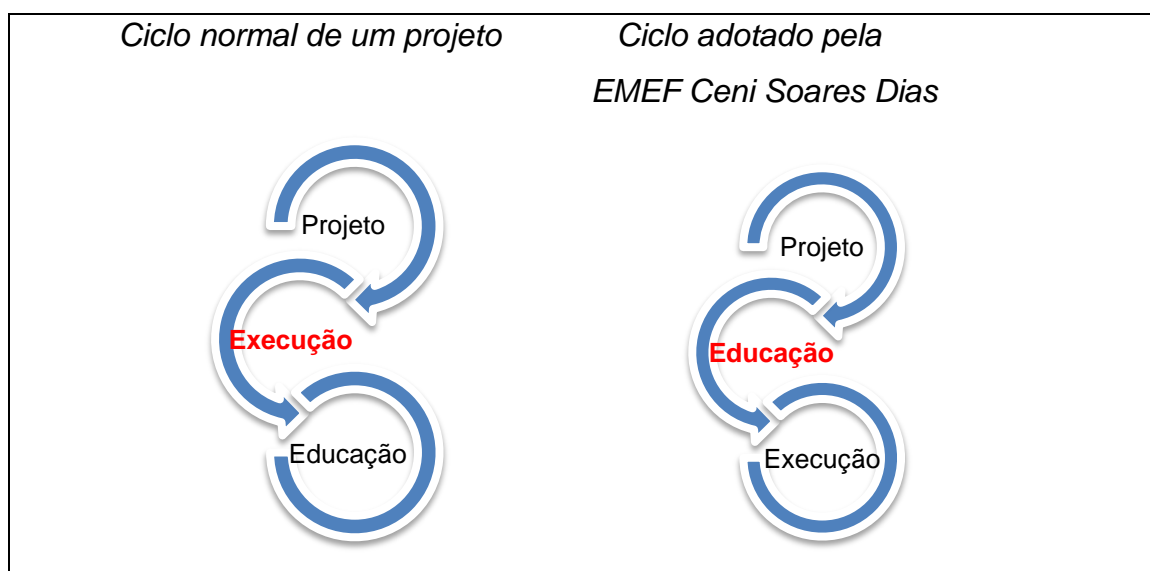 Ciclo normal de um projeto
Ciclo adotado pela
EMEF Ceni Soares Dias
Projeto
Execução
Educação
Projeto
Educação
Execução